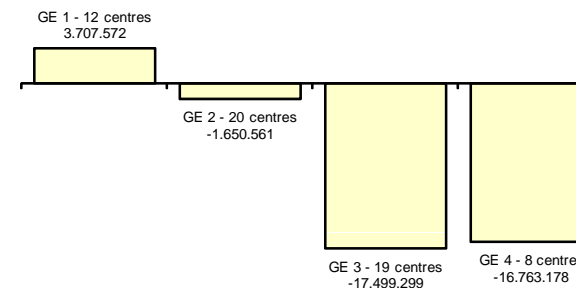 GE 1 - 12 centres
3.707.572
GE 2 - 20 centres
-1.650.561
GE 3 - 19 centres
-17.499.299
GE 4 - 8 centre
-16.763.178